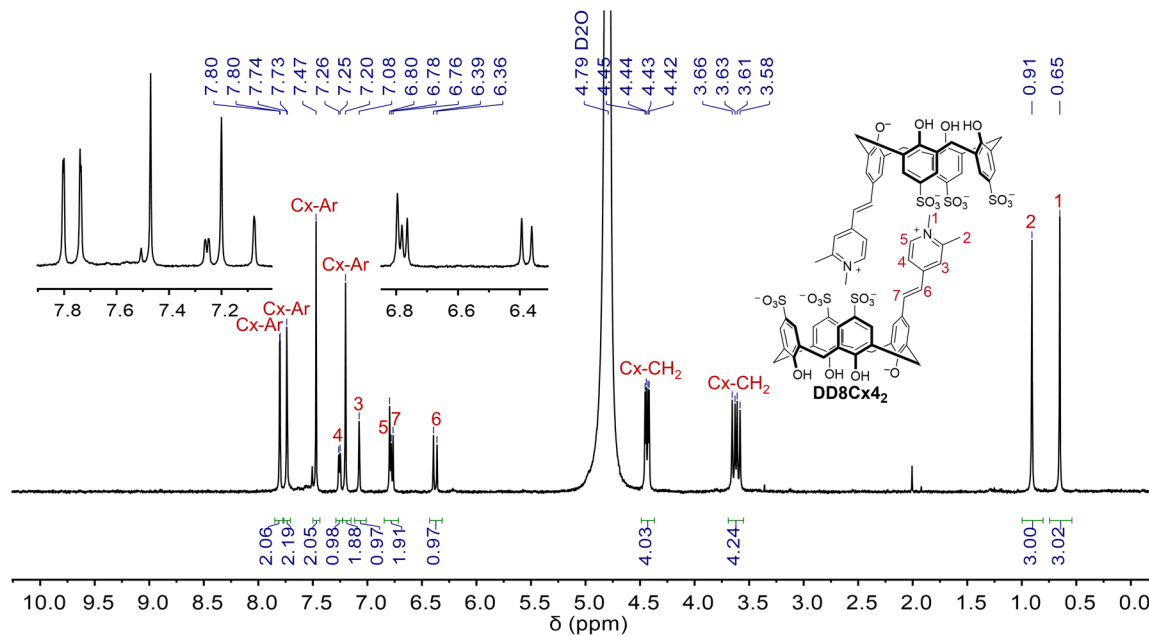 7.80
7.80
7.74
7.73
7.47
7.26
7.25
7.20
7.08
6.80
6.78
6.76
6.39
6.36
4.79 D2O
4.45
4.44
4.43
4.42
3.66
3.63
3.61
3.58
0.91
0.65
7.8 7.6 7.4 7.2
6.8 6.6 6.4
Cx-Ar
Cx-Ar
Cx-Ar
Cx-Ar
4
3
5
7
6
Cx-CH2
Cx-CH2
2
1
O⁻ OH OH HO
SO3⁻ SO3⁻ SO3⁻
1
N
+
2
5
4
3
N
+
7
6
⁻O3S ⁻O3S SO3⁻
OH OH OH O⁻
DD8Cx4₂
2.06
2.19
2.05
0.98
1.88
0.97
1.91
0.97
4.03
4.24
3.00
3.02
10.0 9.5 9.0 8.5 8.0 7.5 7.0 6.5 6.0 5.5 5.0 4.5 4.0 3.5 3.0 2.5 2.0 1.5 1.0 0.5 0.0
δ (ppm)